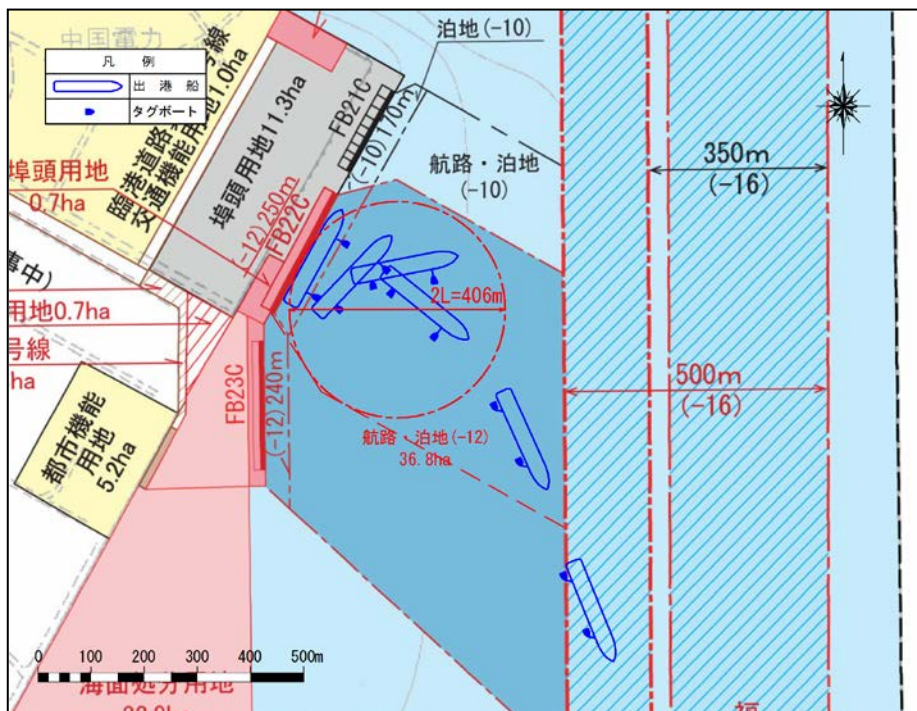 中国電力
号線
泊地(-10)
凡 例
出 港 船
タグボート
臨港道路
交通機能用地1.0ha
埠頭用地11.3ha
FB21C
(-10)170m
航路・泊地
(-10)
350m
(-16)
埠頭用地
0.7ha
(-12)250m
FB22C
事中)
用地0.7ha
号線
ha
2L=406m
FB23C
(-12)240m
500m
(-16)
航路・泊地(-12)
36.8ha
都市機能
用地
5.2ha
0 100 200 300 400 500m
海面処分用地
福